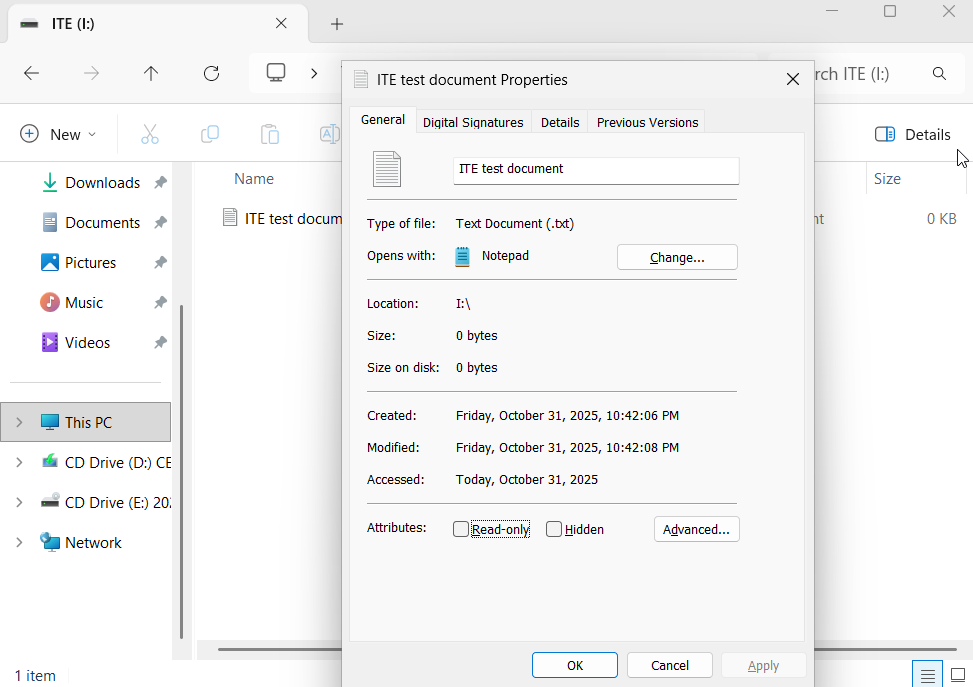 ITE (I:)
rch ITE (I:)
New
Details
Downloads
Documents
Pictures
Music
Videos
This PC
CD Drive (D:) CE
CD Drive (E:) 20
Network
Name
Size
ITE test docum
nt
0 KB
ITE test document Properties
General
Digital Signatures
Details
Previous Versions
ITE test document
Type of file: Text Document (.txt)
Opens with: Notepad
Change...
Location: I:\
Size: 0 bytes
Size on disk: 0 bytes
Created: Friday, October 31, 2025, 10:42:06 PM
Modified: Friday, October 31, 2025, 10:42:08 PM
Accessed: Today, October 31, 2025
Attributes: Read-only Hidden Advanced...
OK Cancel Apply
1 item